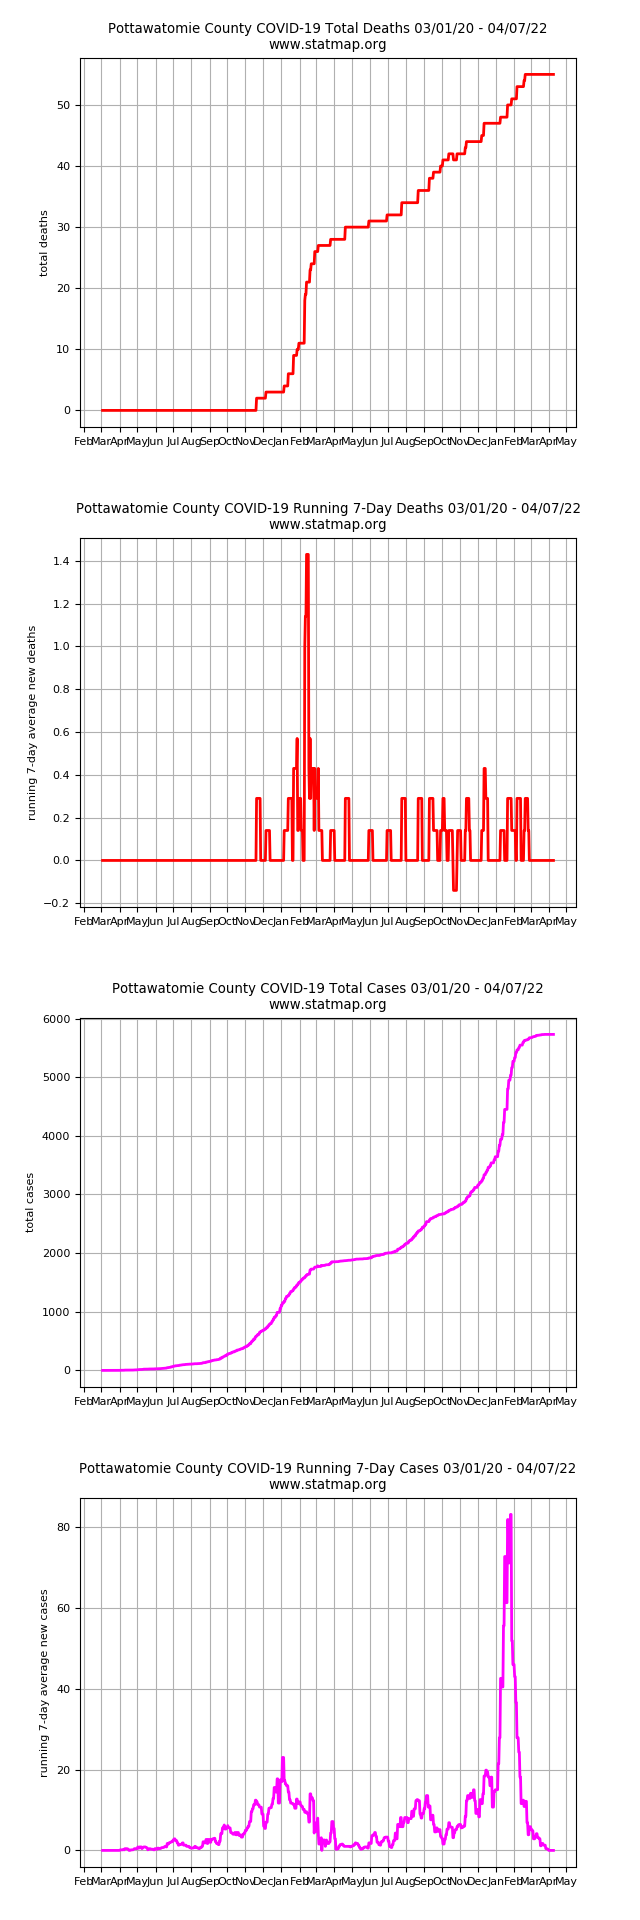 Pottawatomie County COVID-19 Total Deaths 03/01/20 - 04/07/22
www.statmap.org
50
40
30
20
10
0
total deaths
Feb Mar Apr May Jun Jul Aug Sep Oct Nov Dec Jan Feb Mar Apr May Jun Jul Aug Sep Oct Nov Dec Jan Feb Mar Apr May
Pottawatomie County COVID-19 Running 7-Day Deaths 03/01/20 - 04/07/22
www.statmap.org
1.4
1.2
1.0
0.8
0.6
0.4
0.2
0.0
−0.2
running 7-day average new deaths
Feb Mar Apr May Jun Jul Aug Sep Oct Nov Dec Jan Feb Mar Apr May Jun Jul Aug Sep Oct Nov Dec Jan Feb Mar Apr May
Pottawatomie County COVID-19 Total Cases 03/01/20 - 04/07/22
www.statmap.org
6000
5000
4000
3000
2000
1000
0
total cases
Feb Mar Apr May Jun Jul Aug Sep Oct Nov Dec Jan Feb Mar Apr May Jun Jul Aug Sep Oct Nov Dec Jan Feb Mar Apr May
Pottawatomie County COVID-19 Running 7-Day Cases 03/01/20 - 04/07/22
www.statmap.org
80
60
40
20
0
running 7-day average new cases
Feb Mar Apr May Jun Jul Aug Sep Oct Nov Dec Jan Feb Mar Apr May Jun Jul Aug Sep Oct Nov Dec Jan Feb Mar Apr May